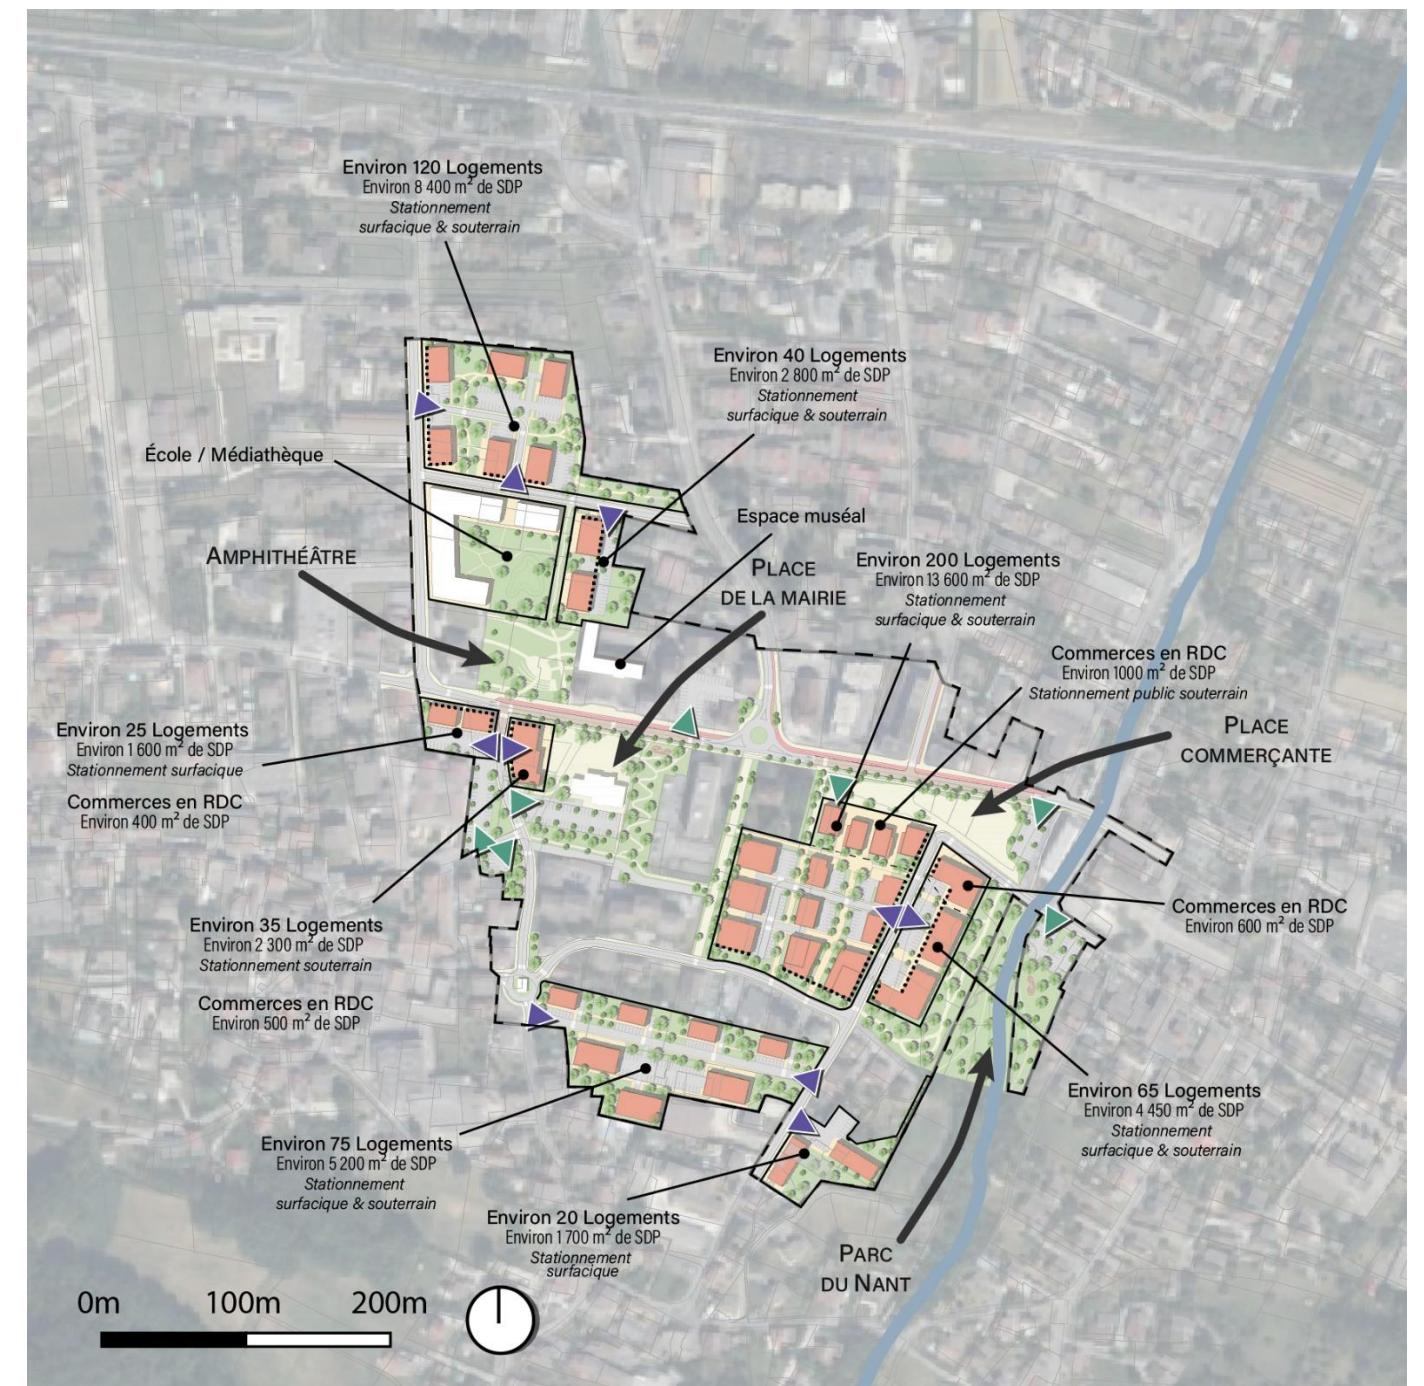 Environ 120 Logements
Environ 8 400 m² de SDP
Stationnement
surfacique & souterrain
Environ 40 Logements
Environ 2 800 m² de SDP
Stationnement
surfacique & souterrain
École / Médiathèque
Espace muséal
AMPHITHÉÂTRE
PLACE
DE LA MAIRIE
Environ 200 Logements
Environ 13 600 m² de SDP
Stationnement
surfacique & souterrain
Commerces en RDC
Environ 1000 m² de SDP
Stationnement public souterrain
PLACE
COMMERÇANTE
Environ 25 Logements
Environ 1 600 m² de SDP
Stationnement surfacique
Commerces en RDC
Environ 400 m² de SDP
Environ 35 Logements
Environ 2 300 m² de SDP
Stationnement souterrain
Commerces en RDC
Environ 500 m² de SDP
Commerces en RDC
Environ 600 m² de SDP
Environ 65 Logements
Environ 4 450 m² de SDP
Stationnement
surfacique & souterrain
Environ 75 Logements
Environ 5 200 m² de SDP
Stationnement
surfacique & souterrain
Environ 20 Logements
Environ 1 700 m² de SDP
Stationnement
surfacique
PARC
DU NANT
0m 100m 200m